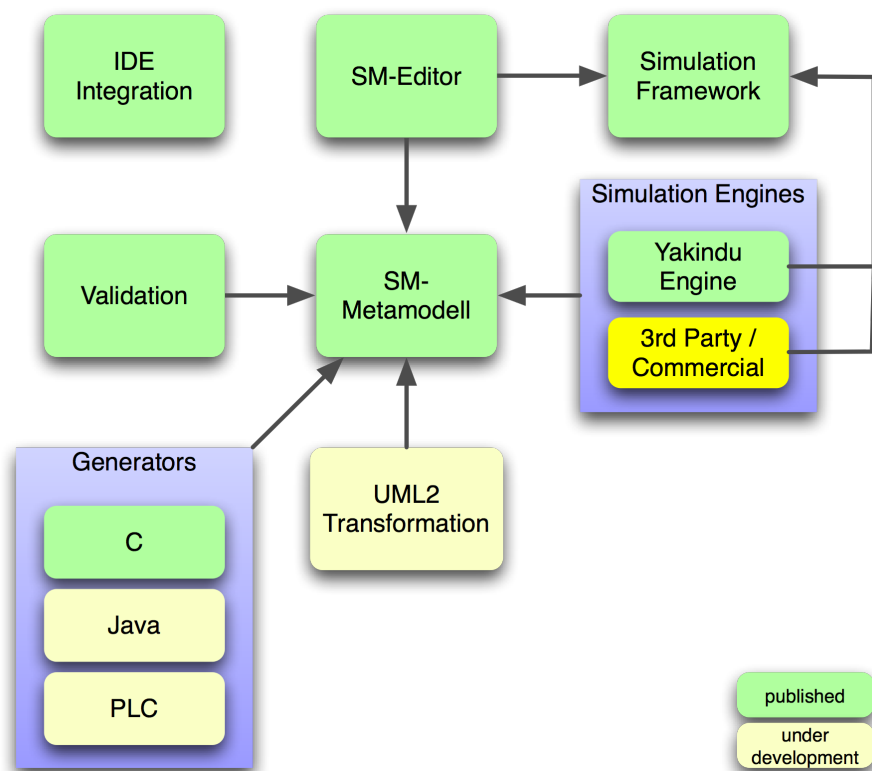 IDE
Integration
SM-Editor
Simulation
Framework
Simulation Engines
Yakindu
Engine
3rd Party /
Commercial
Validation
SM-
Metamodell
Generators
C
Java
PLC
UML2
Transformation
published
under
development